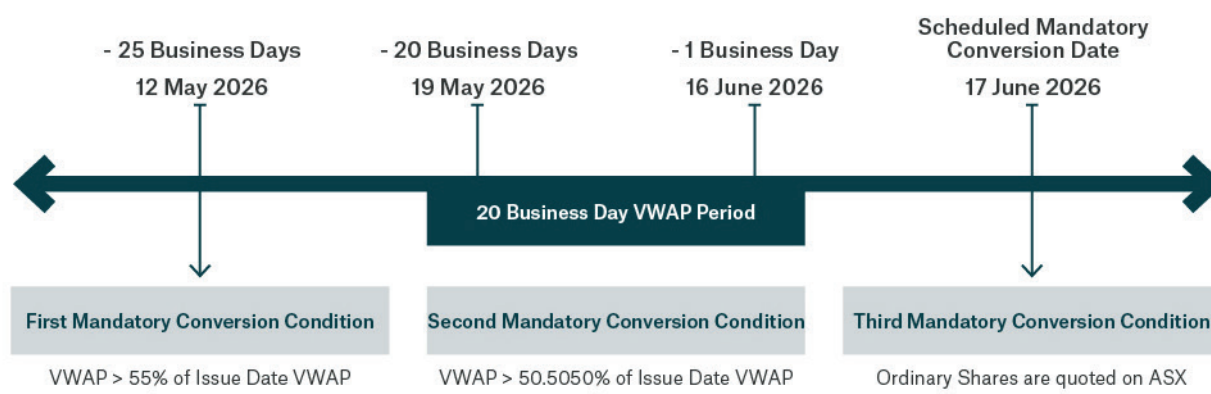 - 25 Business Days
12 May 2026
- 20 Business Days
19 May 2026
- 1 Business Day
16 June 2026
Scheduled Mandatory
Conversion Date
17 June 2026
20 Business Day VWAP Period
First Mandatory Conversion Condition
VWAP > 55% of Issue Date VWAP
Second Mandatory Conversion Condition
VWAP > 50.5050% of Issue Date VWAP
Third Mandatory Conversion Condition
Ordinary Shares are quoted on ASX